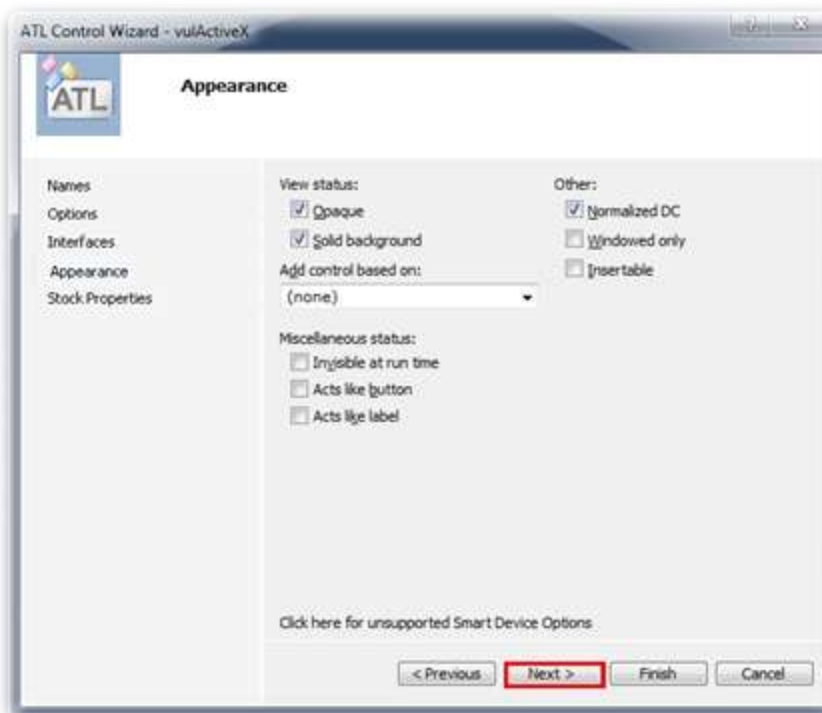 ATL Control Wizard - vulActiveX
ATL
Appearance
Names
Options
Interfaces
Appearance
Stock Properties
View status:
Opaque
Solid background
Add control based on:
(none)
Miscellaneous status:
Invisible at run time
Acts like button
Acts like label
Other:
Normalized DC
Windowed only
Insertable
Click here for unsupported Smart Device Options
< Previous
Next >
Finish
Cancel